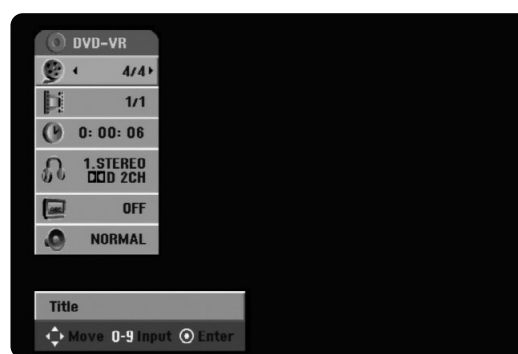 DVD-VR
4/4
1/1
0: 00: 06
1.STEREO
DD D 2CH
ABC OFF
NORMAL
Title
Move 0-9 Input Enter